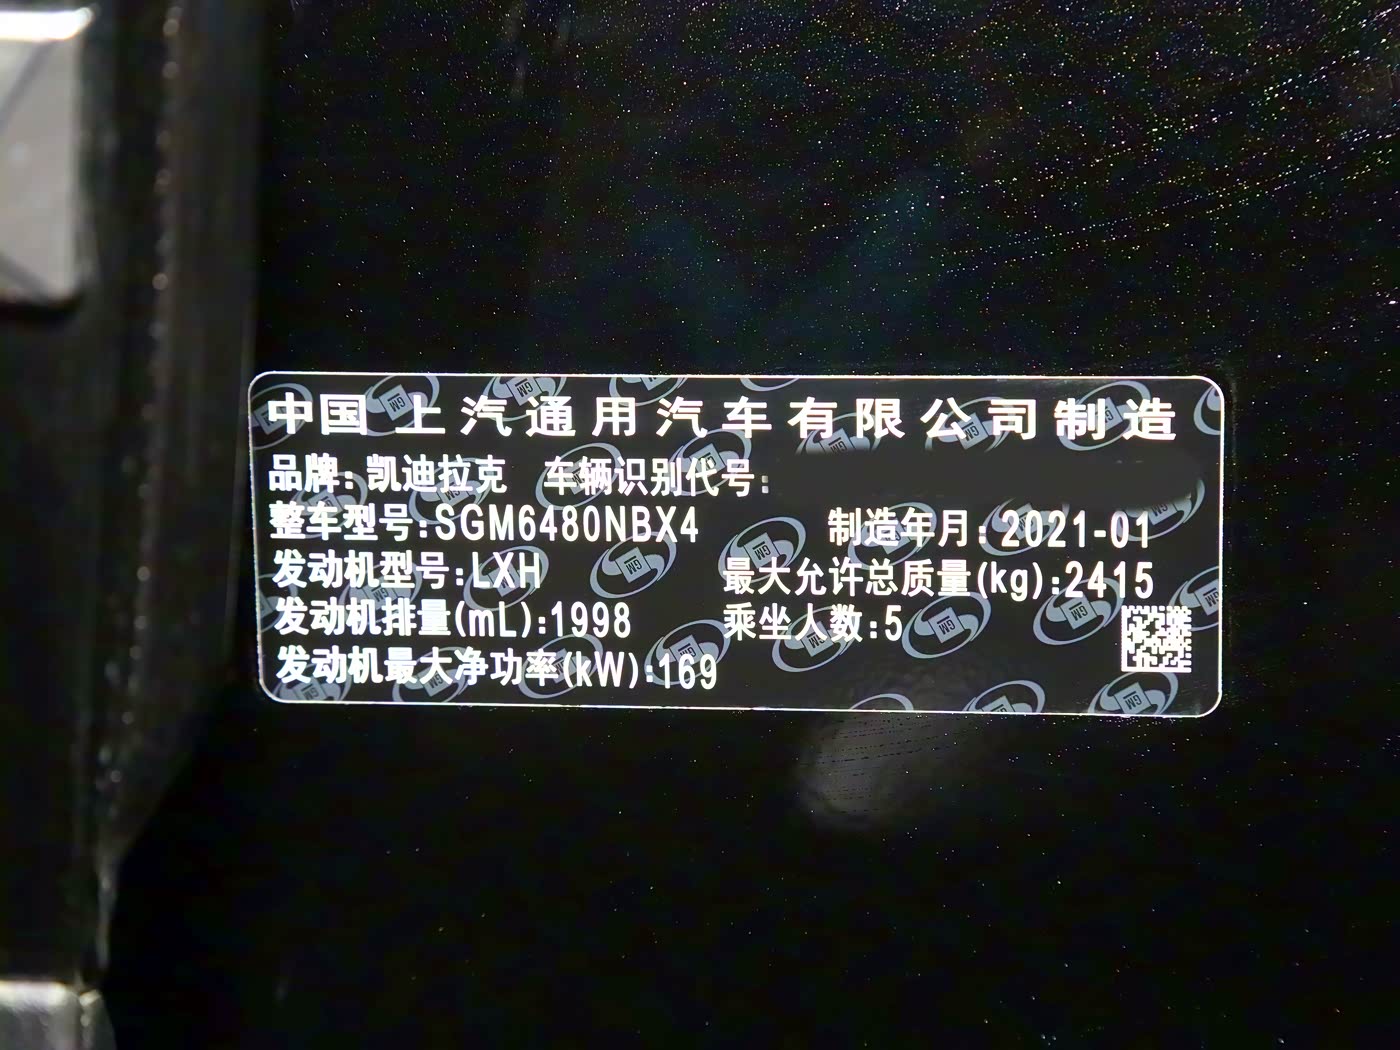 中国 上汽通用汽车有限公司制造
品牌:凯迪拉克 车辆识别代号:
整车型号:SGM6480NBX4 制造年月:2021-01
发动机型号:LXH 最大允许总质量(kg):2415
发动机排量(mL):1998 乘坐人数:5
发动机最大净功率(kW):169